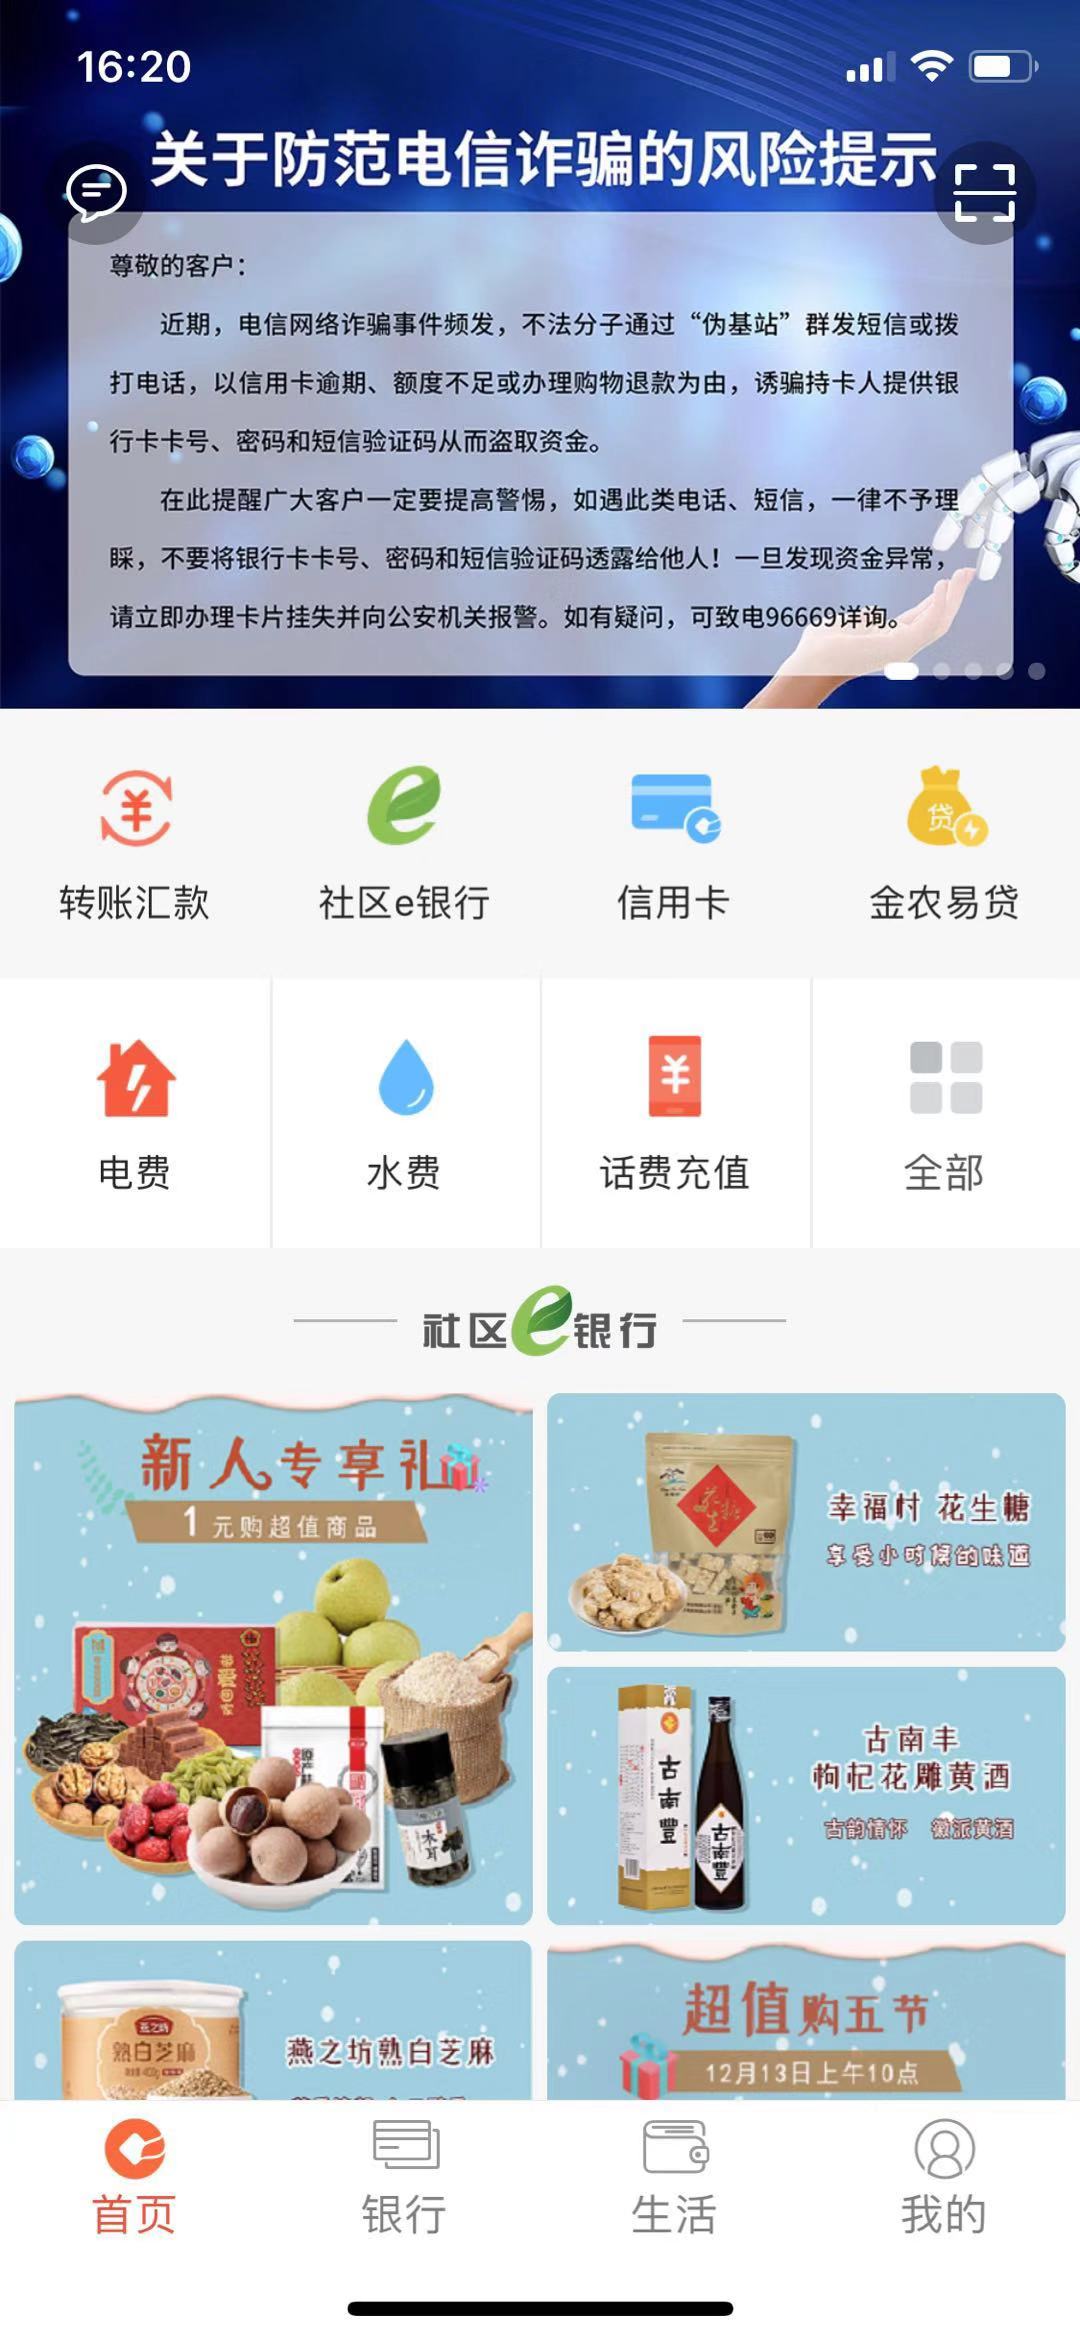 16:20
关于防范电信诈骗的风险提示
尊敬的客户：
近期，电信网络诈骗事件频发，不法分子通过“伪基站”群发短信或拨
打电话，以信用卡逾期、额度不足或办理购物退款为由，诱骗持卡人提供银
行卡卡号、密码和短信验证码从而盗取资金。
在此提醒广大客户一定要提高警惕，如遇此类电话、短信，一律不予理
睬，不要将银行卡卡号、密码和短信验证码透露给他人！一旦发现资金异常，
请立即办理卡片挂失并向公安机关报警。如有疑问，可致电96669详询。
转账汇款
社区e银行
信用卡
贷
金农易贷
电费
水费
话费充值
全部
社区e银行
新人专享礼
1元购超值商品
带爱回家
木耳
幸福村 花生糖
享受小时候的味道
花生糖
古南丰
枸杞花雕黄酒
古韵情怀 徽派黄酒
古南豐
古南豐
燕之坊熟白芝麻
燕之坊
熟白芝麻
超值购五节
12月13日上午10点
首页
银行
生活
我的